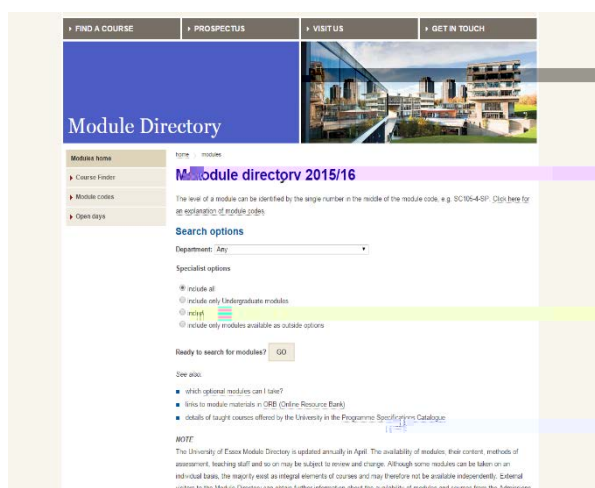 FIND A COURSE
PROSPECTUS
VISIT US
GET IN TOUCH
Module Directory
Modules home
Course Finder
Module codes
Open days
home modules
directory 2015/16
The level of a module can be identified by the single number in the middle of the module code, e.g. SC105-4-SP. Click here for
an explanation of module codes.
Search options
Department: Any
Specialist options
include all
include only Undergraduate modules
include only modules available as outside options
Ready to search for modules? GO
See also:
which optional modules can I take?
links to module materials in ORB (Online Resource Bank)
details of taught courses offered by the University in the Programme Specifications Catalogue
NOTE
The University of Essex Module Directory is updated annually in April. The availability of modules, their content, methods of
assessment, teaching staff and so on may be subject to review and change. Although some modules can be taken on an
individual basis, the majority exist as integral elements of courses and may therefore not be available independently. External